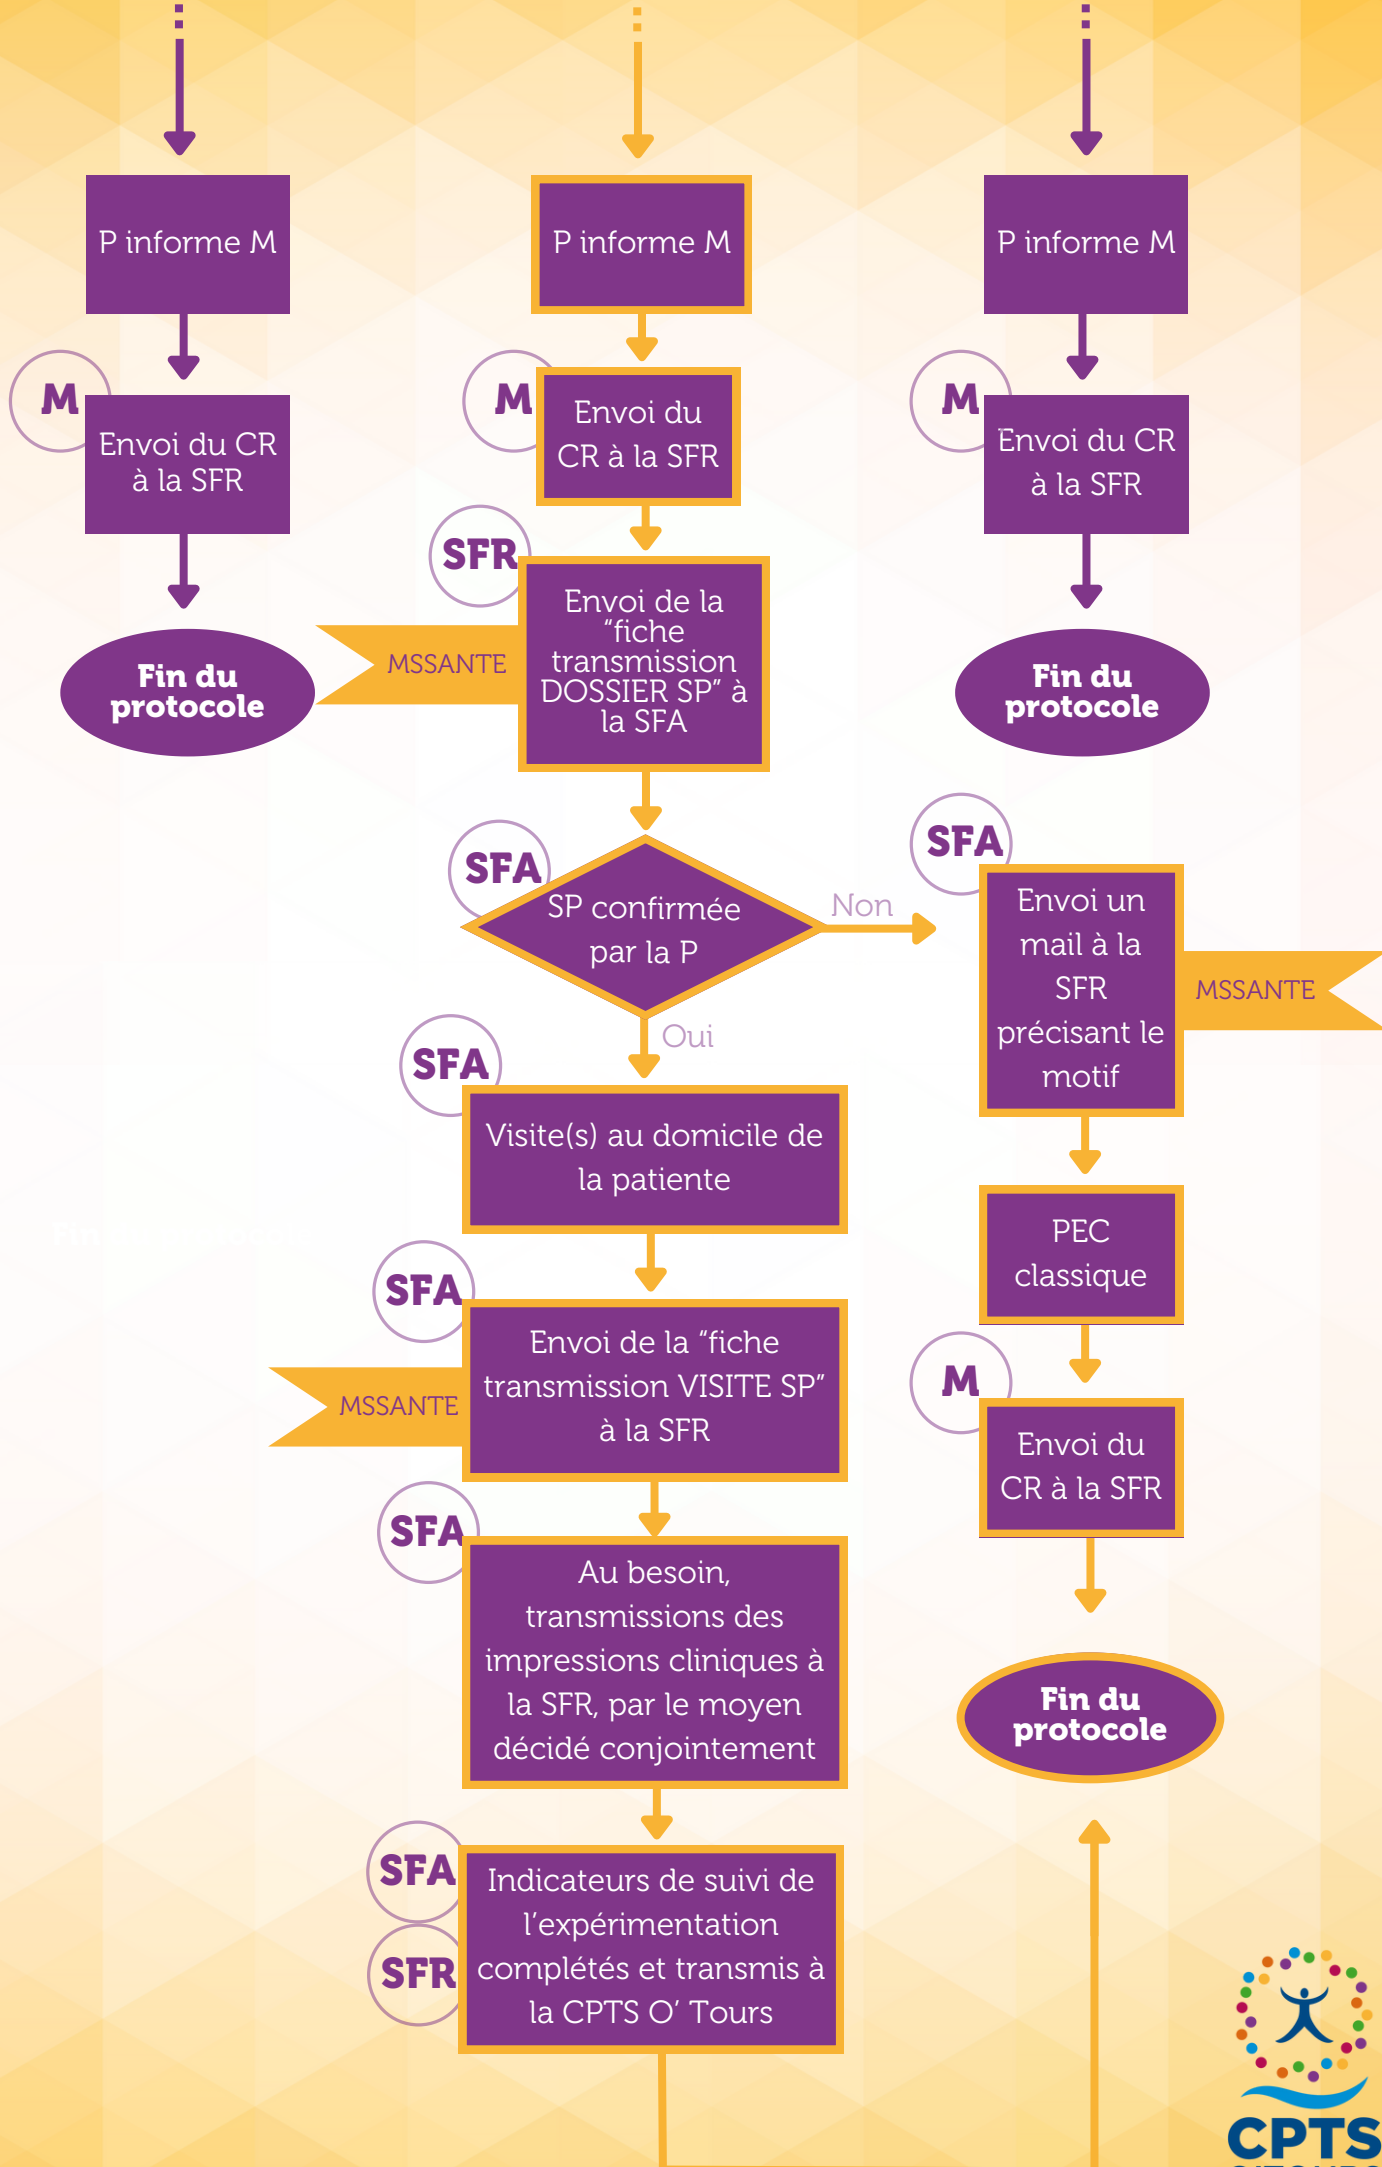 P informe M
M
Envoi du CR
à la SFR
Fin du
protocole
P informe M
M
Envoi du
CR à la SFR
SFR
MSSANTE
Envoi de la
“fiche
transmission
DOSSIER SP” à
la SFA
SFA
SP confirmée
par la P
Non
Oui
SFA
Visite(s) au domicile de
la patiente
SFA
MSSANTE
Envoi de la “fiche
transmission VISITE SP”
à la SFR
SFA
Au besoin,
transmissions des
impressions cliniques à
la SFR, par le moyen
décidé conjointement
SFA
SFR
Indicateurs de suivi de
l’expérimentation
complétés et transmis à
la CPTS O’ Tours
P informe M
M
Envoi du CR
à la SFR
Fin du
protocole
SFA
Envoi un
mail à la
SFR
précisant le
motif
MSSANTE
PEC
classique
M
Envoi du
CR à la SFR
Fin du
protocole
CPTS